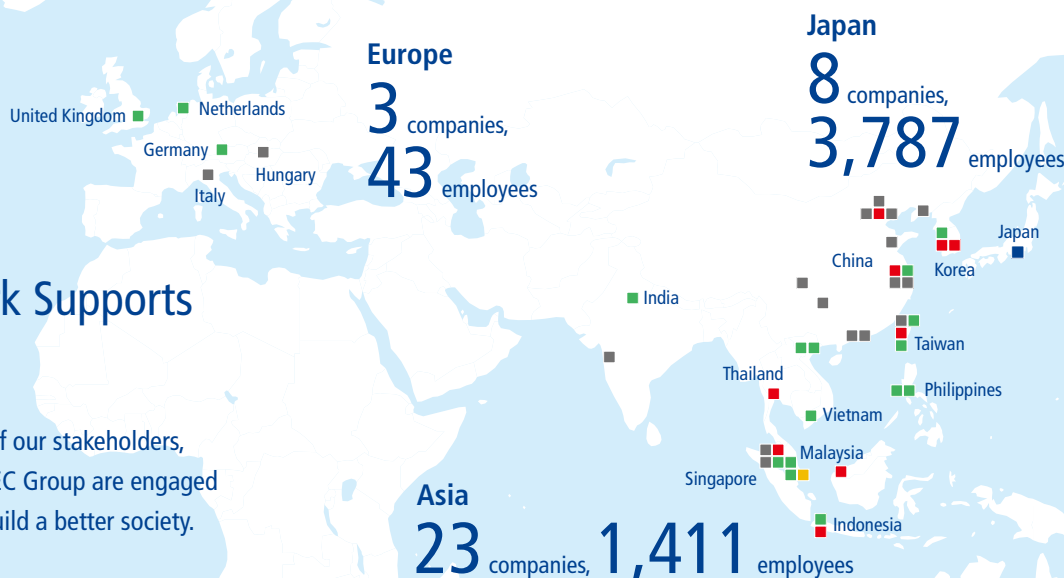 Japan
8 companies,
3,787 employees
Europe
3 companies,
43 employees
United Kingdom
Netherlands
Germany
Hungary
Italy
Japan
China
Korea
k Supports
India
Taiwan
Thailand
Philippines
Vietnam
f our stakeholders,
EC Group are engaged
uild a better society.
Malaysia
Singapore
Indonesia
Asia
23 companies, 1,411 employees